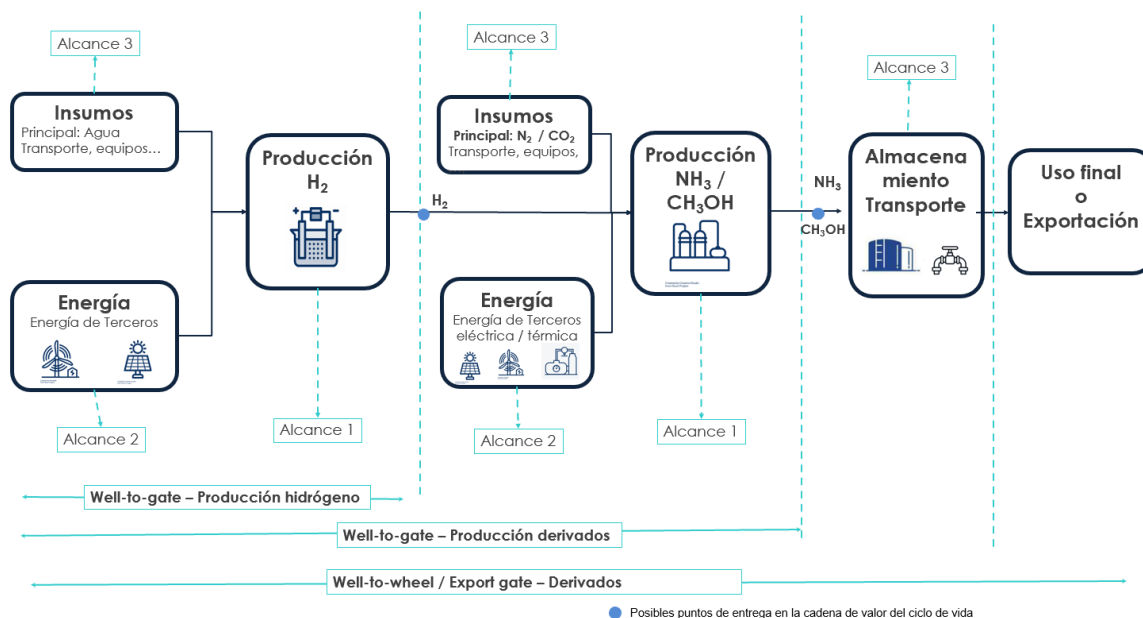 Alcance 3
Insumos
Principal: Agua
Transporte, equipos...
Energía
Energía de Terceros
Alcance 2
Producción
H₂
Alcance 1
H₂
Alcance 3
Insumos
Principal: N₂ / CO₂
Transporte, equipos,
Energía
Energía de Terceros
eléctrica / térmica
Alcance 2
Producción
NH₃ /
CH₃OH
Alcance 1
NH₃
CH₃OH
Alcance 3
Almacena
miento
Transporte
Uso final
o
Exportación
Well-to-gate – Producción hidrógeno
Well-to-gate – Producción derivados
Well-to-wheel / Export gate – Derivados
Posibles puntos de entrega en la cadena de valor del ciclo de vida